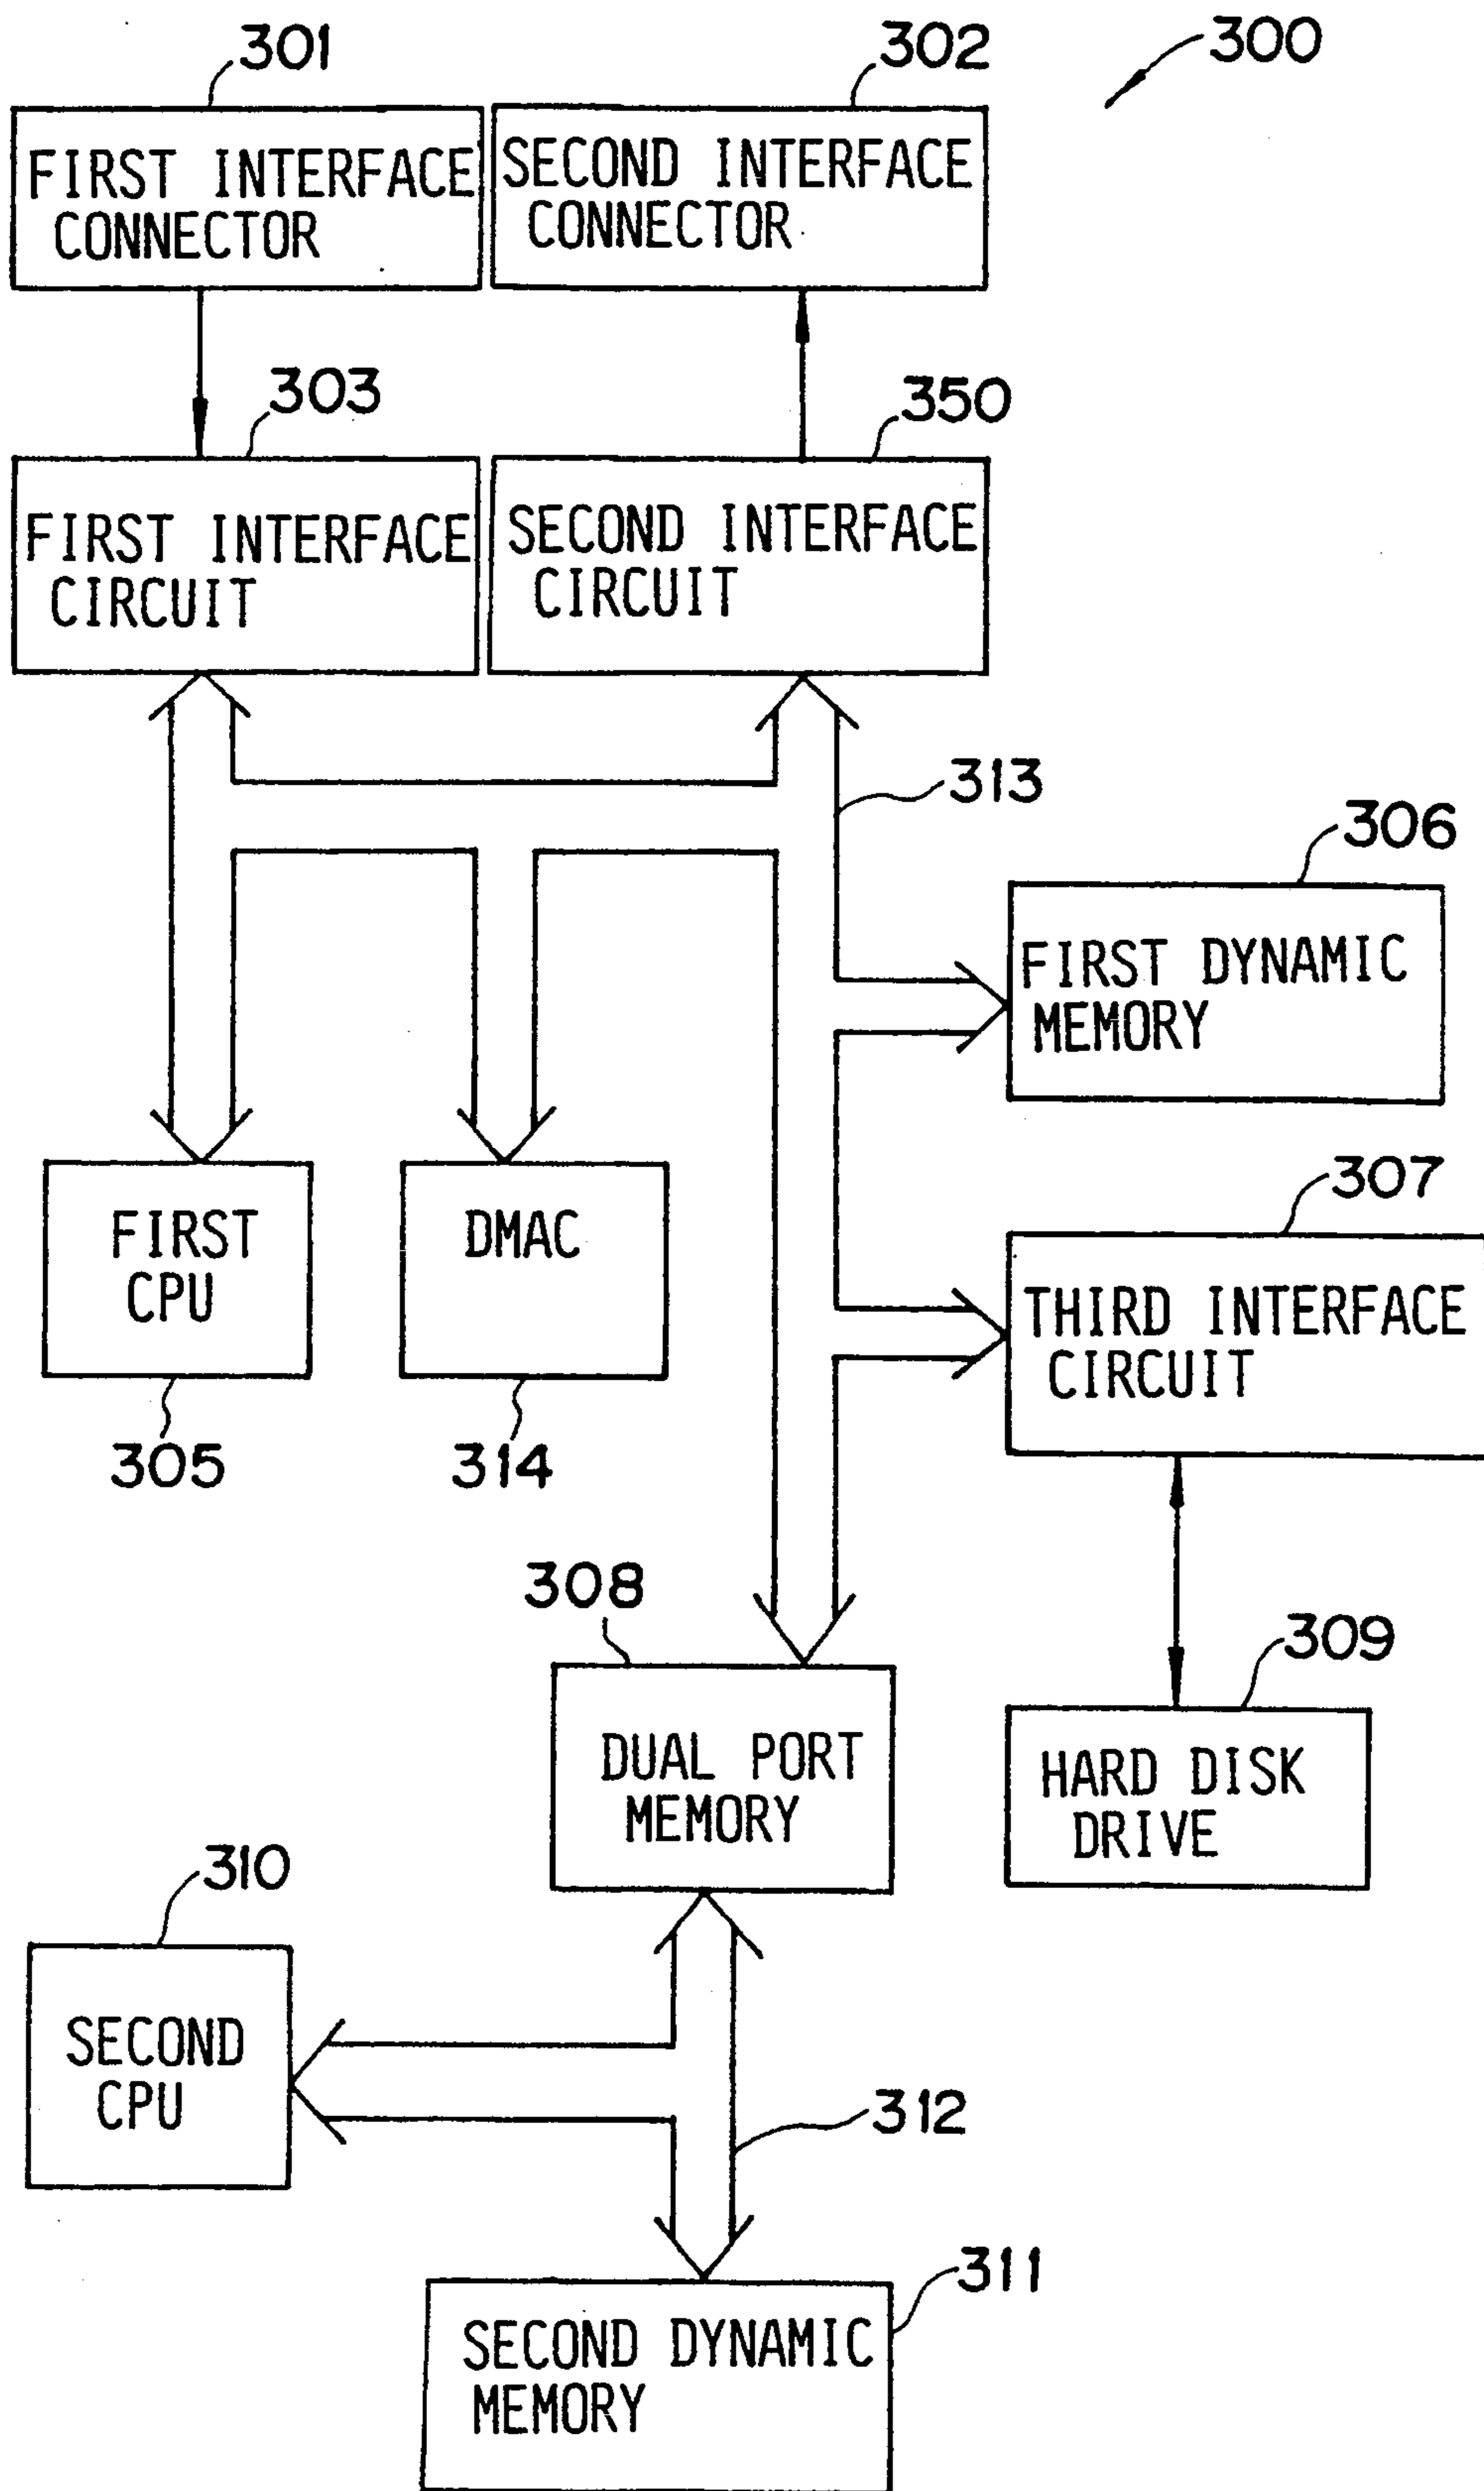 301
302
300
FIRST INTERFACE
CONNECTOR
SECOND INTERFACE
CONNECTOR
303
350
FIRST INTERFACE
CIRCUIT
SECOND INTERFACE
CIRCUIT
313
306
FIRST DYNAMIC
MEMORY
307
FIRST
CPU
DMAC
THIRD INTERFACE
CIRCUIT
305
314
308
309
DUAL PORT
MEMORY
HARD DISK
DRIVE
310
SECOND
CPU
312
311
SECOND DYNAMIC
MEMORY